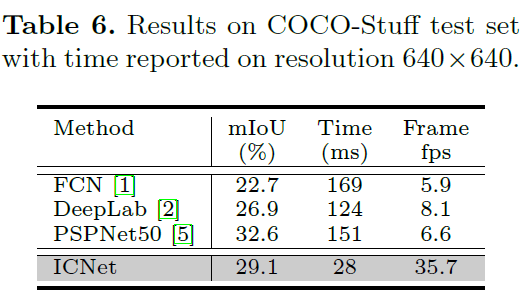 Table 6. Results on COCO-Stuff test set
with time reported on resolution 640×640.
Method mIoU Time Frame
(%) (ms) fps
FCN [1] 22.7 169 5.9
DeepLab [2] 26.9 124 8.1
PSPNet50 [5] 32.6 151 6.6
ICNet 29.1 28 35.7